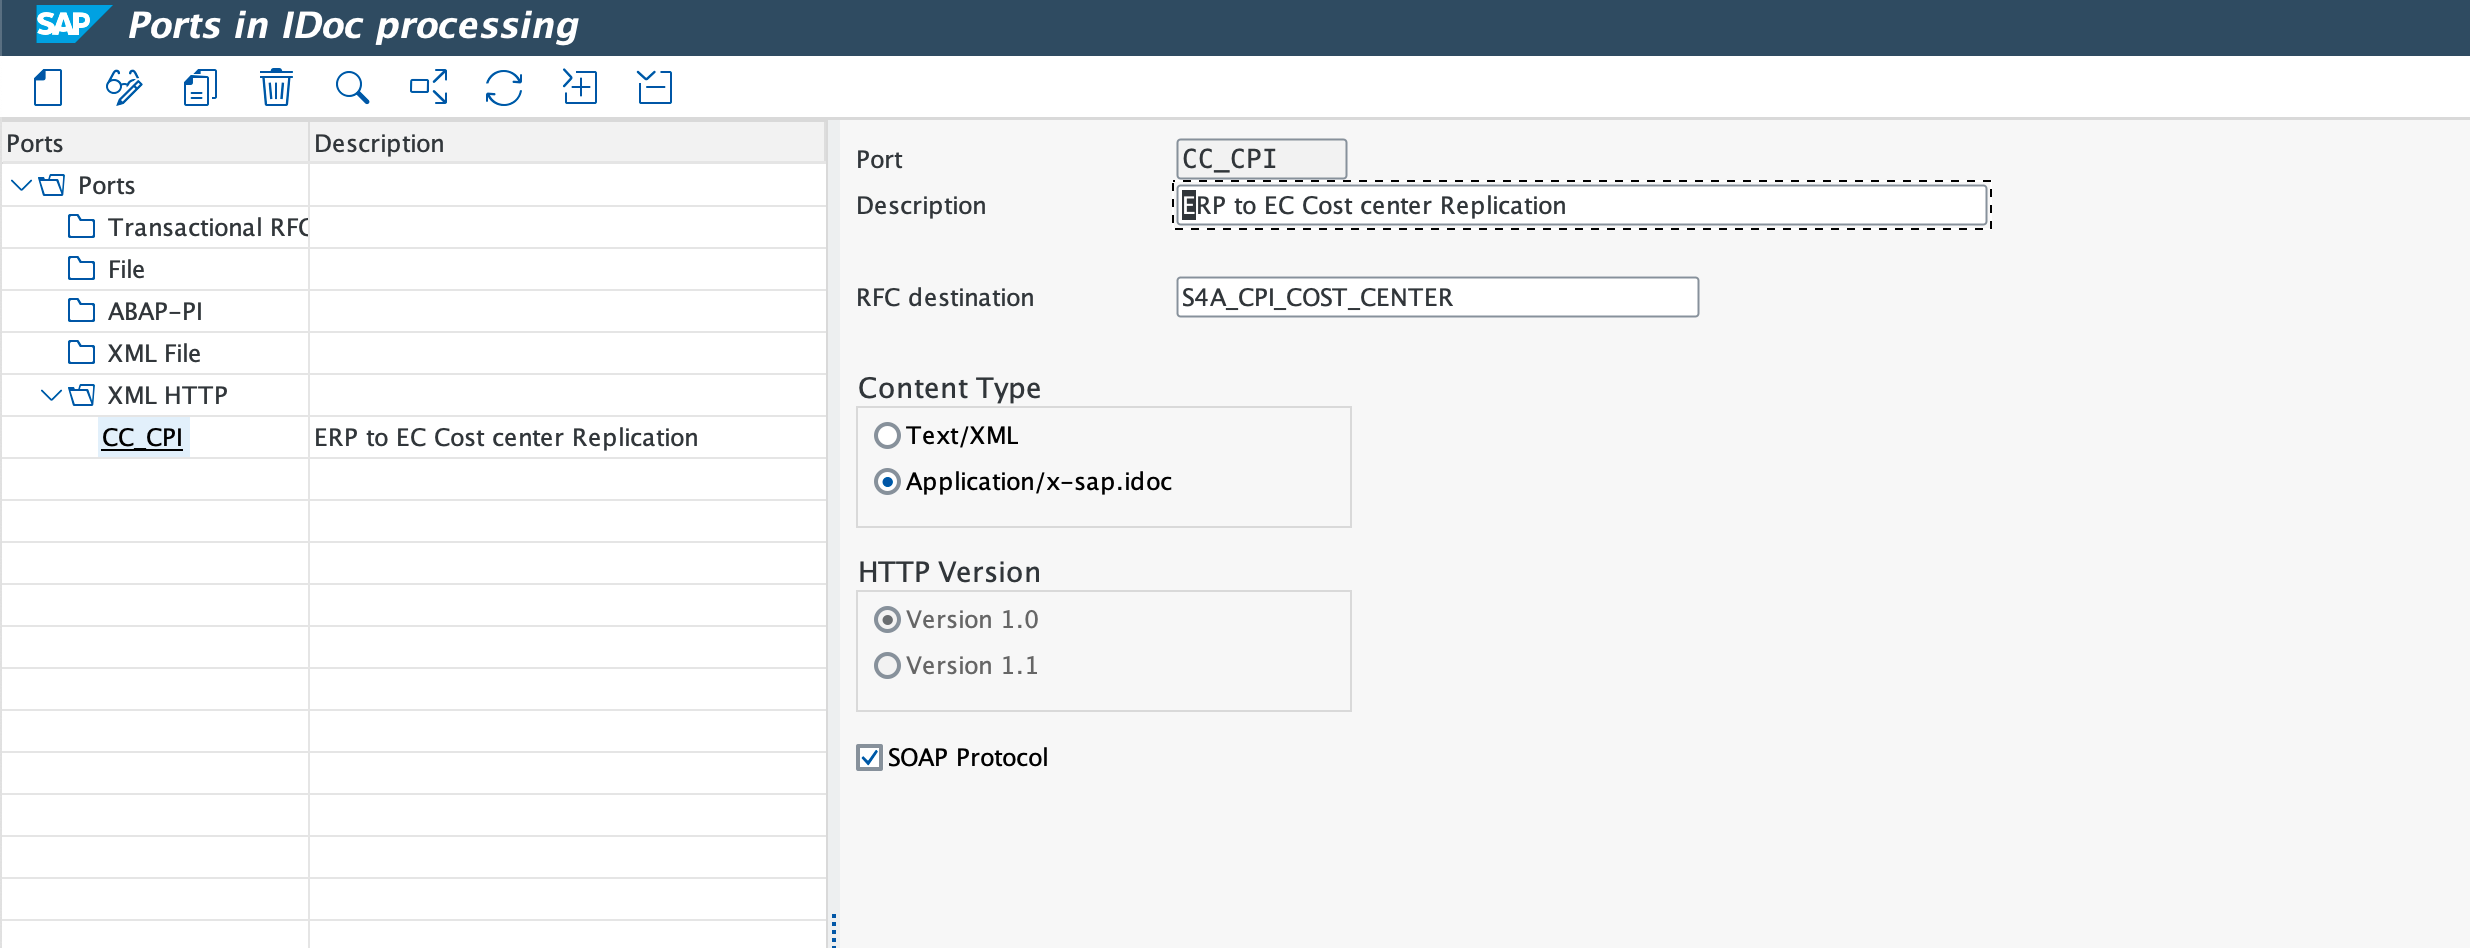 SAP Ports in IDoc processing
Ports Description
Ports
Transactional RFC
File
ABAP-PI
XML File
XML HTTP
CC_CPI ERP to EC Cost center Replication
Port CC_CPI
Description ERP to EC Cost center Replication
RFC destination S4A_CPI_COST_CENTER
Content Type
Text/XML
Application/x-sap.idoc
HTTP Version
Version 1.0
Version 1.1
SOAP Protocol